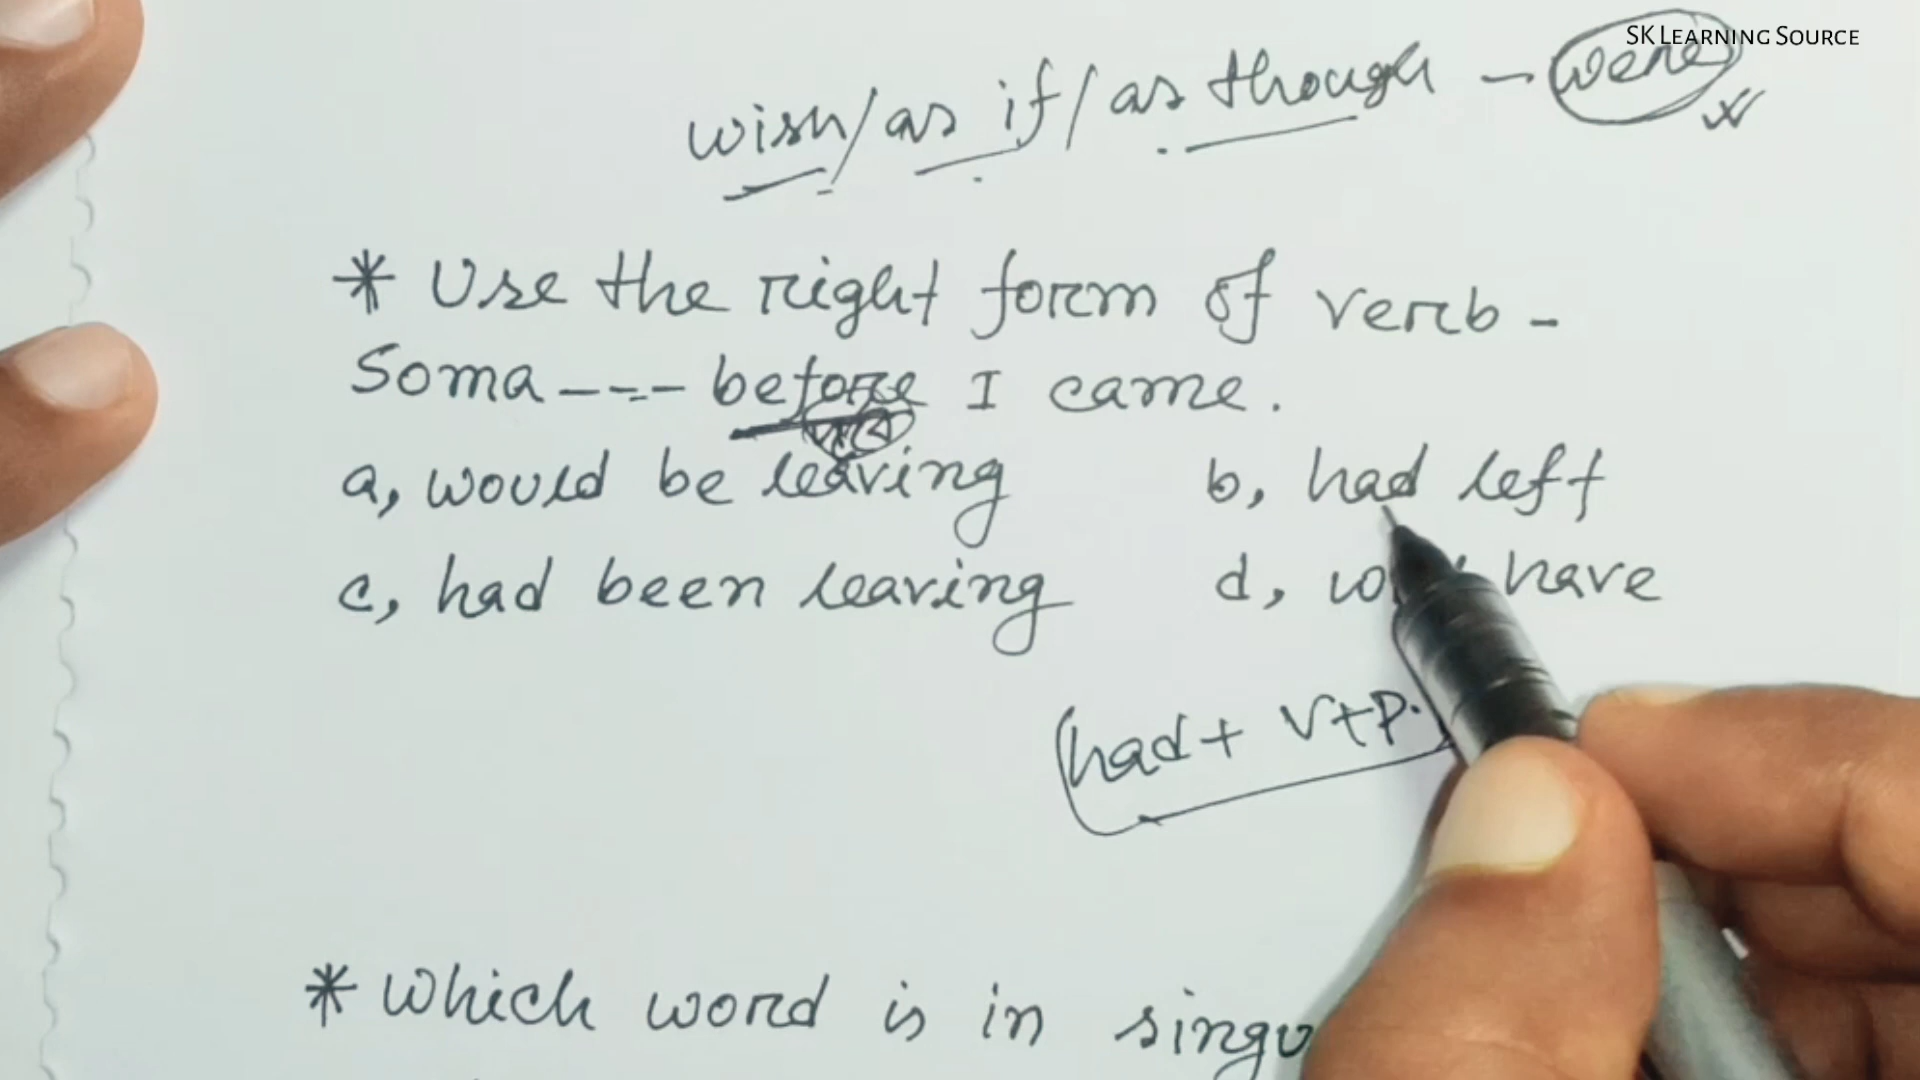 SK LEARNING SOURCE
wish/as if/as though - were
* Use the right form of verb -
Soma ---- before I came.
a, would be leaving b, had left
c, had been leaving d, have
had + V+P.
* Which word is in